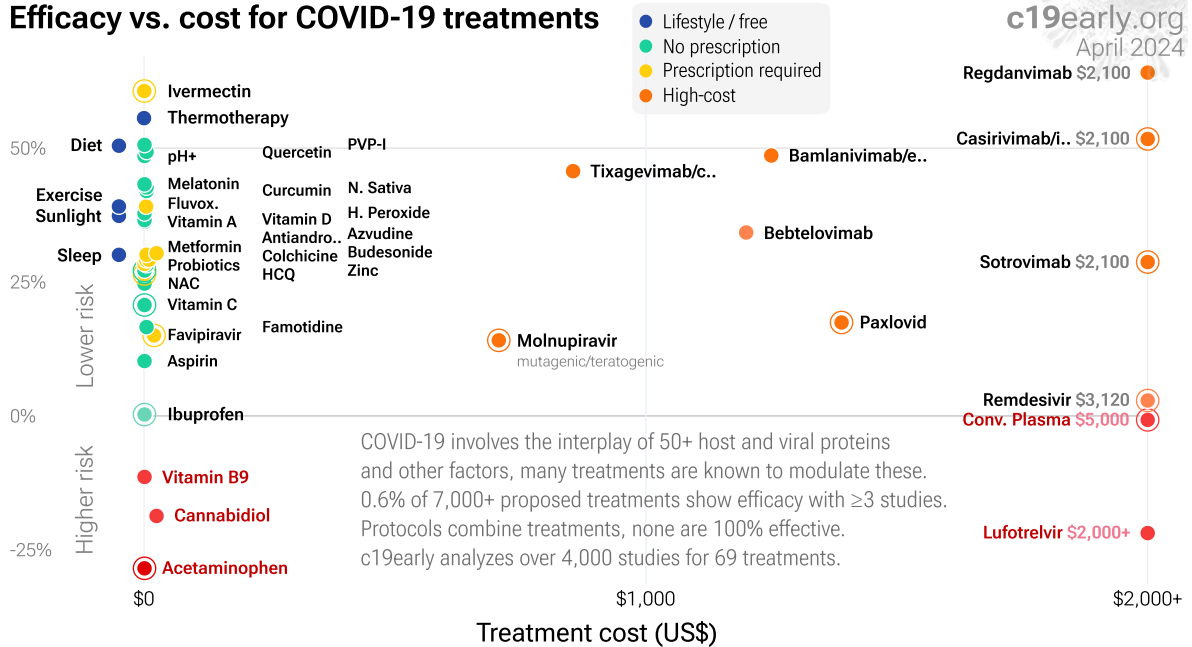 Efficacy vs. cost for COVID-19 treatments
Lifestyle / free
No prescription
Prescription required
High-cost
c19early.org
April 2024
Regdanvimab $2,100
Ivermectin
Thermotherapy
Diet
50%
pH+
Quercetin
PVP-I
Casirivimab/i.. $2,100
Bamlanivimab/e..
Tixagevimab/c..
Melatonin
Curcumin
N. Sativa
Exercise
Fluvox.
Sunlight
Vitamin A
Vitamin D
H. Peroxide
Bebtelovimab
Antiandro..
Azvudine
Sleep
Metformin
Colchicine
Budesonide
Probiotics
HCQ
Zinc
Sotrovimab $2,100
25%
NAC
Vitamin C
Lower risk
Favipiravir
Famotidine
Paxlovid
Molnupiravir
mutagenic/teratogenic
Aspirin
Remdesivir $3,120
0%
Ibuprofen
Conv. Plasma $5,000
COVID-19 involves the interplay of 50+ host and viral proteins
and other factors, many treatments are known to modulate these.
0.6% of 7,000+ proposed treatments show efficacy with ≥3 studies.
Protocols combine treatments, none are 100% effective.
c19early analyzes over 4,000 studies for 69 treatments.
Higher risk
Vitamin B9
Cannabidiol
Lufotrelvir $2,000+
-25%
Acetaminophen
$0
$1,000
$2,000+
Treatment cost (US$)